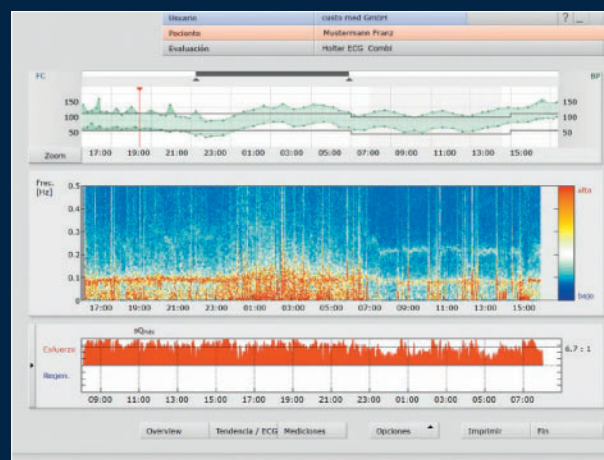 Usuario custo med GmbH ? _
Paciente Mustermann Franz
Evaluación Holter ECG Combi
FC BP
150 150
100 100
50 50
Zoom 17:00 19:00 21:00 23:00 01:00 03:00 05:00 07:00 09:00 11:00 13:00 15:00
Frec. [Hz]
0.5 alta
0.4
0.3
0.2
0.1
0 bajo
17:00 19:00 21:00 23:00 01:00 03:00 05:00 07:00 09:00 11:00 13:00 15:00
Esfuerzo 6.7 : 1
Regen.
09:00 11:00 13:00 15:00 17:00 19:00 21:00 23:00 01:00 03:00 05:00 07:00
Overview Tendencia / ECG Mediciones Opciones Imprimir Fin